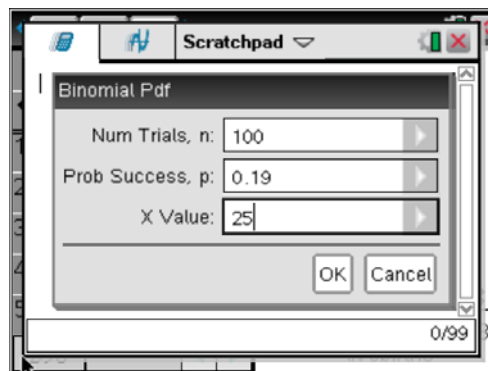 Scratchpad
Binomial Pdf
Num Trials, n: 100
Prob Success, p: 0.19
X Value: 25
OK Cancel
0/99